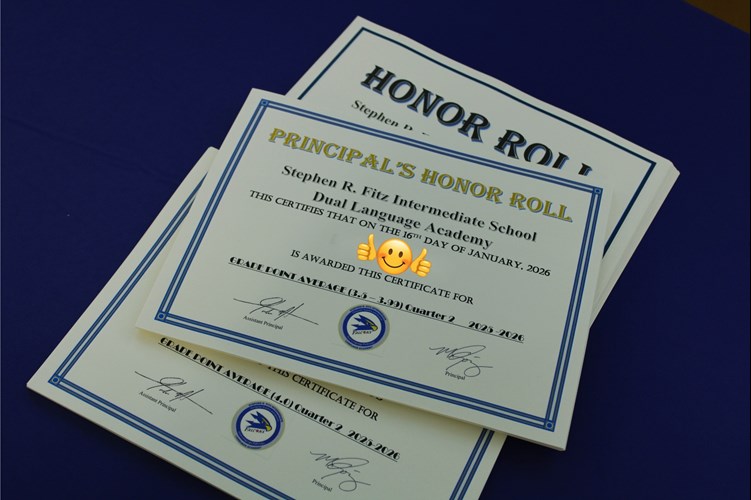 HONOR ROLL
Stephen
PRINCIPAL'S HONOR ROLL
Stephen R. Fitz Intermediate School
Dual Language Academy
THIS CERTIFIES THAT ON THE 16TH DAY OF JANUARY, 2026
IS AWARDED THIS CERTIFICATE FOR
GRADE POINT AVERAGE (3.5 – 3.99) Quarter 2 2025-2026
Assistant Principal
Principal
THIS CERTIFICATE FOR
GRADE POINT AVERAGE (4.0) Quarter 2 2025-2026
Assistant Principal
Principal